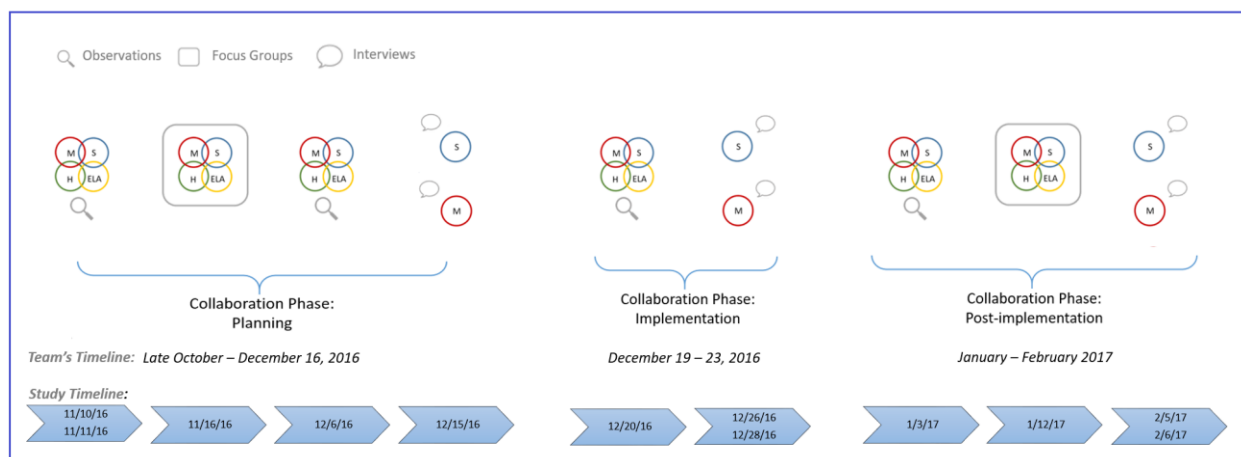 Observations Focus Groups Interviews
M S M S M S S M S S M S M S S
H ELA H ELA H ELA M H ELA M H ELA H ELA M
Collaboration Phase:
Planning
Collaboration Phase:
Implementation
Collaboration Phase:
Post-implementation
Team's Timeline: Late October – December 16, 2016 December 19 – 23, 2016 January – February 2017
Study Timeline:
11/10/16
11/11/16
11/16/16
12/6/16
12/15/16
12/20/16
12/26/16
12/28/16
1/3/17
1/12/17
2/5/17
2/6/17